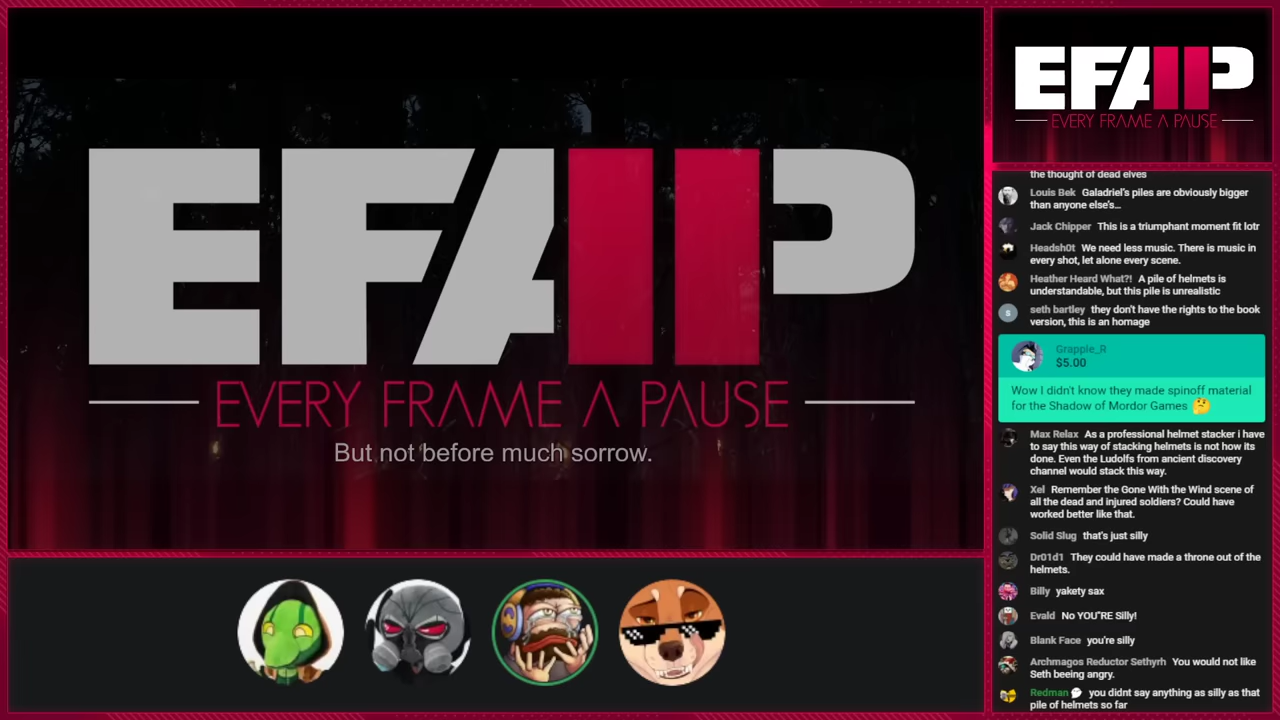 EFAP
EVERY FRAME A PAUSE
But not before much sorrow.
EFAP
EVERY FRAME A PAUSE
the thought of dead elves
Louis Bek Galadriel's piles are obviously bigger
than anyone else's...
Jack Chipper This is a triumphant moment fit lotr
Headsh0t We need less music. There is music in
every shot, let alone every scene.
Heather Heard What?! A pile of helmets is
understandable, but this pile is unrealistic
s
seth bartley they don't have the rights to the book
version, this is an homage
Grapple_R
$5.00
Wow I didn't know they made spinoff material
for the Shadow of Mordor Games 🤔
Max Relax As a professional helmet stacker i have
to say this way of stacking helmets is not how its
done. Even the Ludolfs from ancient discovery
channel would stack this way.
Xel Remember the Gone With the Wind scene of
all the dead and injured soldiers? Could have
worked better like that.
Solid Slug that's just silly
Dr01d1 They could have made a throne out of the
helmets.
Billy yakety sax
Evald No YOU"RE Silly!
Blank Face you're silly
Archmagos Reductor Sethyrh You would not like
Seth beeing angry.
Redman you didnt say anything as silly as that
pile of helmets so far